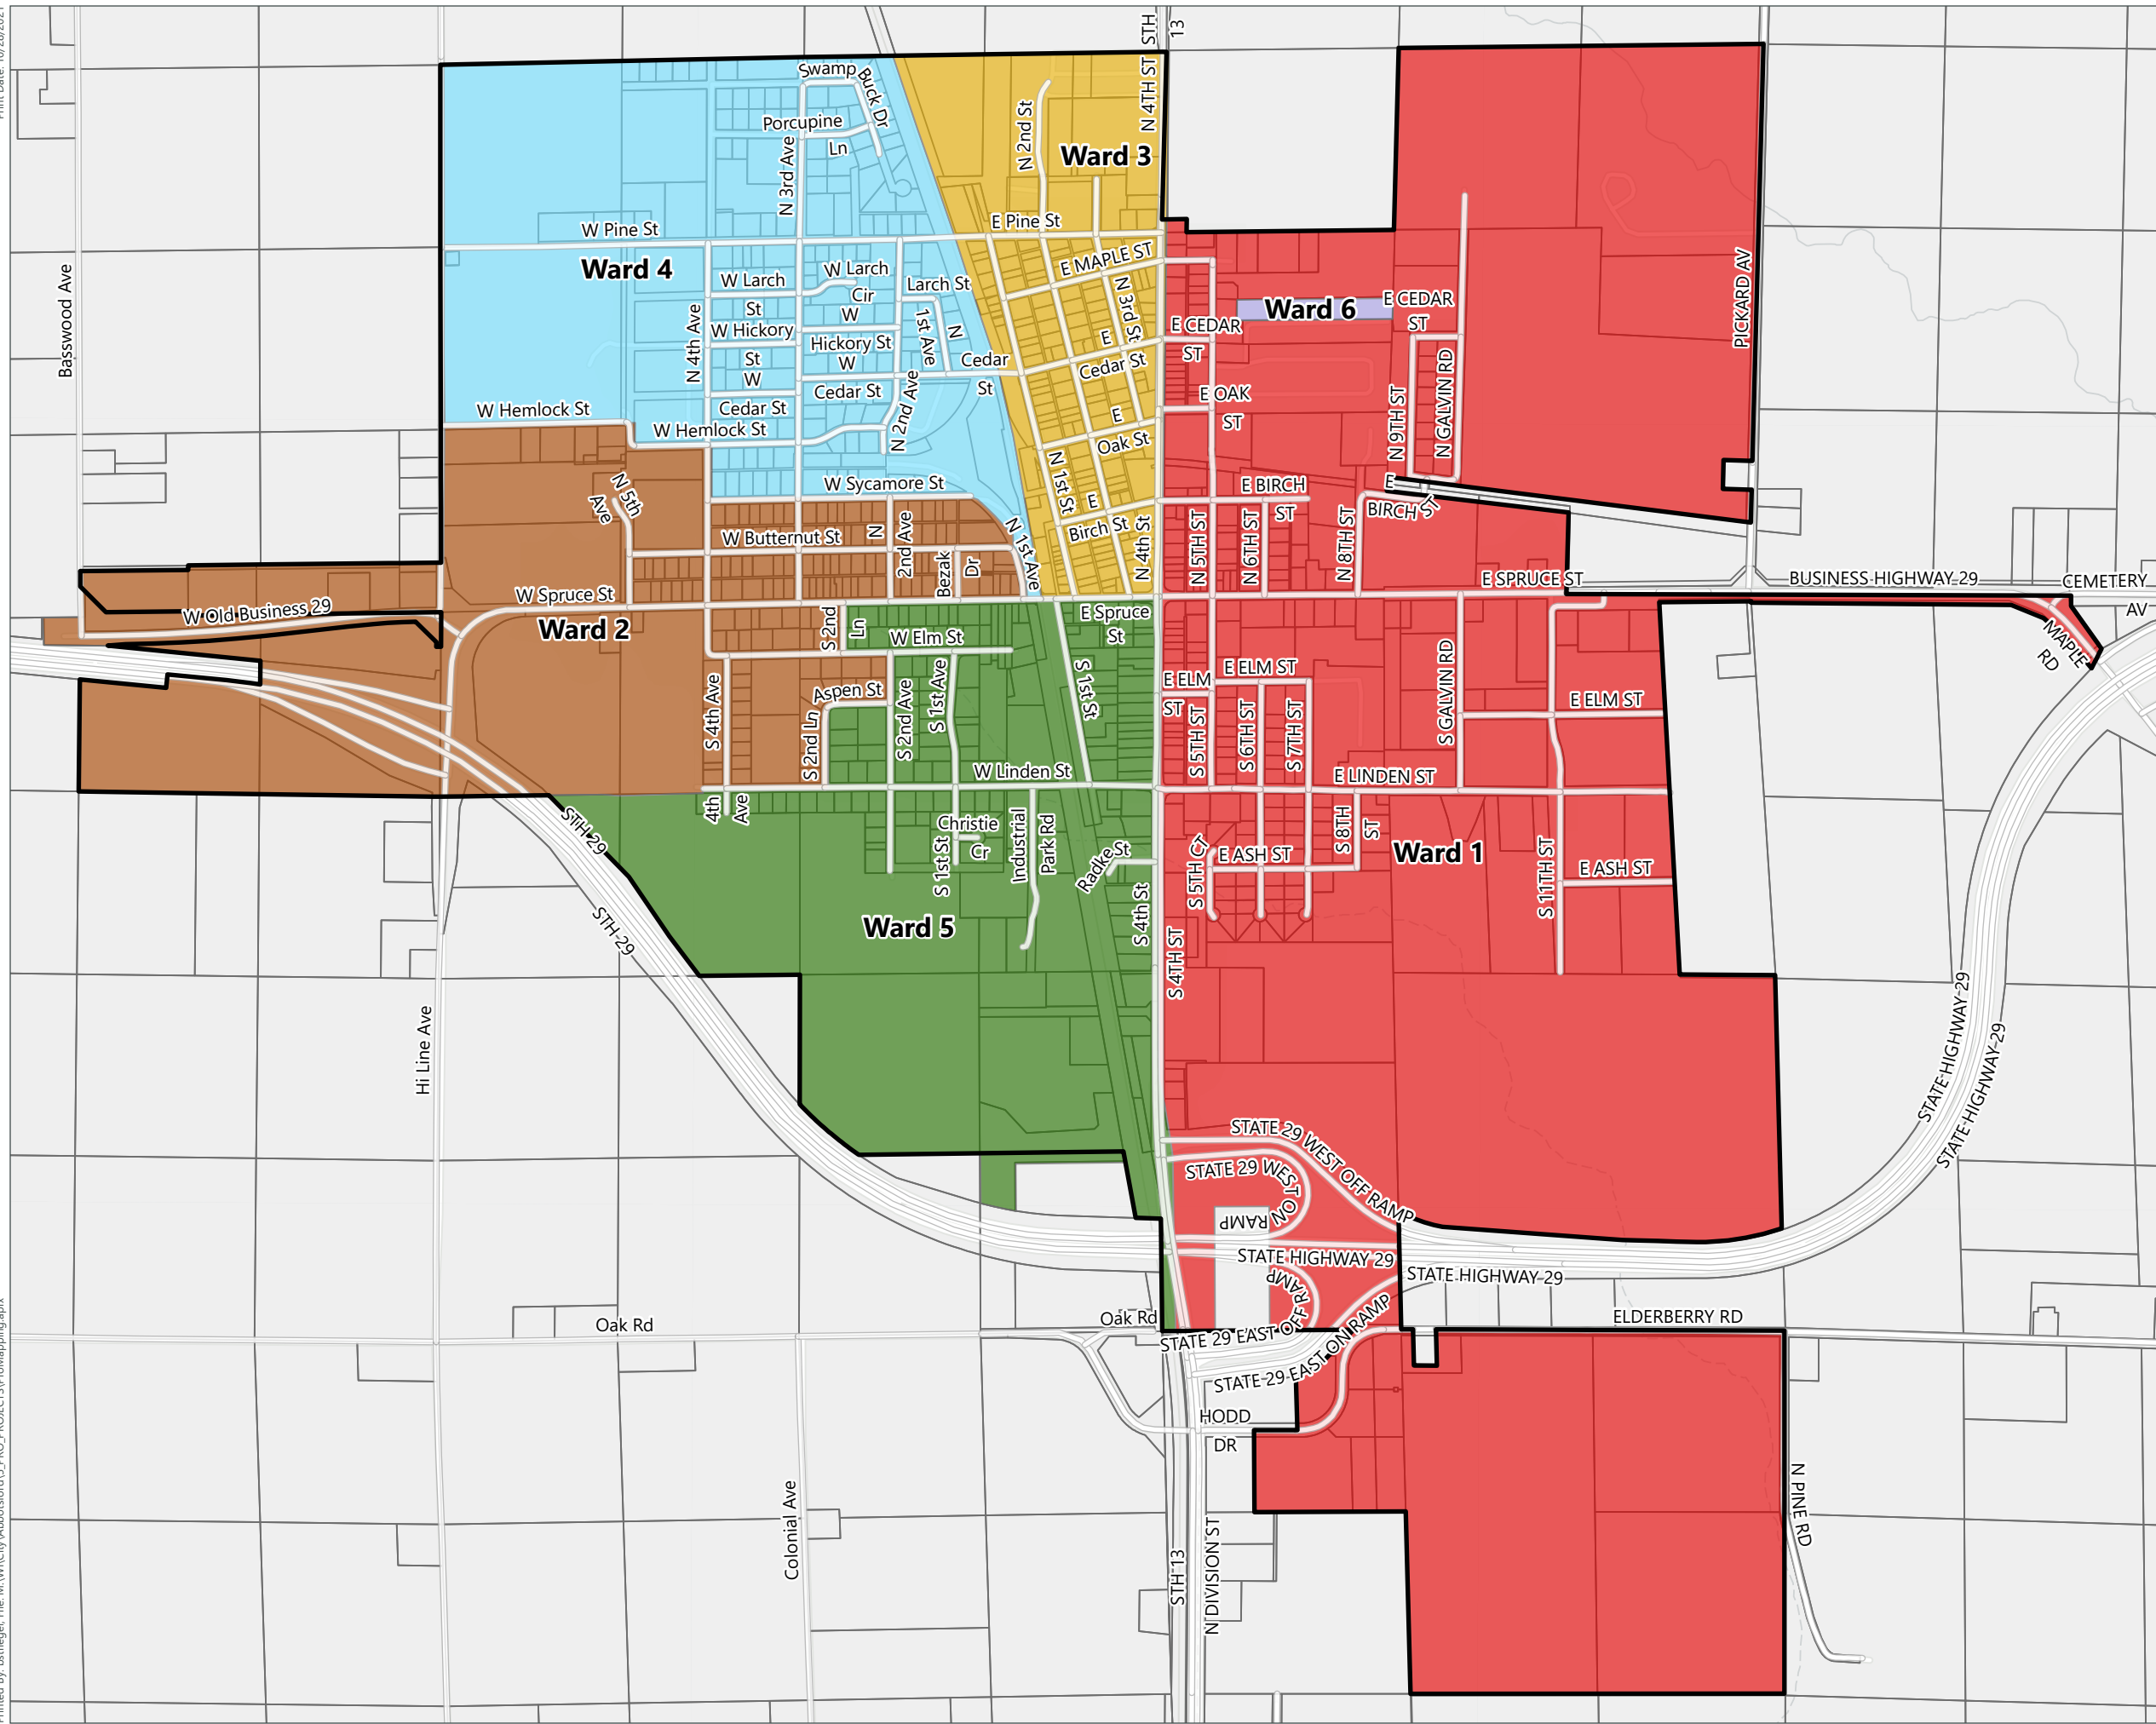 STH
13
Swamp
Buck Dr
Porcupine
Ln
N 3rd Ave
N 2nd St
N 4TH ST
Ward 3
W Pine St
E Pine St
Ward 4
E MAPLE ST
W Larch
St
W Larch
Cir
Larch St
N 3rd St
Ward 6
E CEDAR
ST
PICKARD AV
Basswood Ave
N 4th Ave
W Hickory
St
W
Hickory St
N
1st Ave
E CEDAR
ST
W
Cedar St
W
Cedar St
Cedar
St
E
Cedar St
N 2nd Ave
E OAK
ST
N 9TH ST
N GALVIN RD
W Hemlock St
W Hemlock St
E
Oak St
N 5th
Ave
W Sycamore St
N 1st St
E
Birch St
E BIRCH
ST
E
BIRCH ST
W Butternut St
N
2nd Ave
Bezak
Dr
N 1st Ave
N 4th St
N 5TH ST
N 6TH ST
N 8TH ST
E SPRUCE ST
BUSINESS HIGHWAY 29
CEMETERY
AV
W Old Business 29
W Spruce St
Ward 2
S 2nd
Ln
W Elm St
E Spruce
St
MAPLE
RD
S 4th Ave
Aspen St
S 2nd Ln
S 2nd Ave
S 1st Ave
S 1st St
E ELM
ST
E ELM ST
S 5TH ST
S 6TH ST
S 7TH ST
S GALVIN RD
E ELM ST
W Linden St
E LINDEN ST
4th
Ave
STH 29
Christie
Cr
S 1st St
Industrial
Park Rd
Radke St
S 5TH CT
E ASH ST
S 8TH
ST
Ward 1
S 11TH ST
E ASH ST
Ward 5
STH 29
S 4th St
S 4TH ST
Hi Line Ave
STATE HIGHWAY 29
STATE HIGHWAY 29
STATE 29 WEST OFF RAMP
STATE 29 WEST ON RAMP
STATE HIGHWAY 29
STATE HIGHWAY 29
Oak Rd
Oak Rd
STATE 29 EAST OFF RAMP
STATE 29 EAST ON RAMP
ELDERBERRY RD
HODD
DR
Colonial Ave
STH 13
N DIVISION ST
N PINE RD